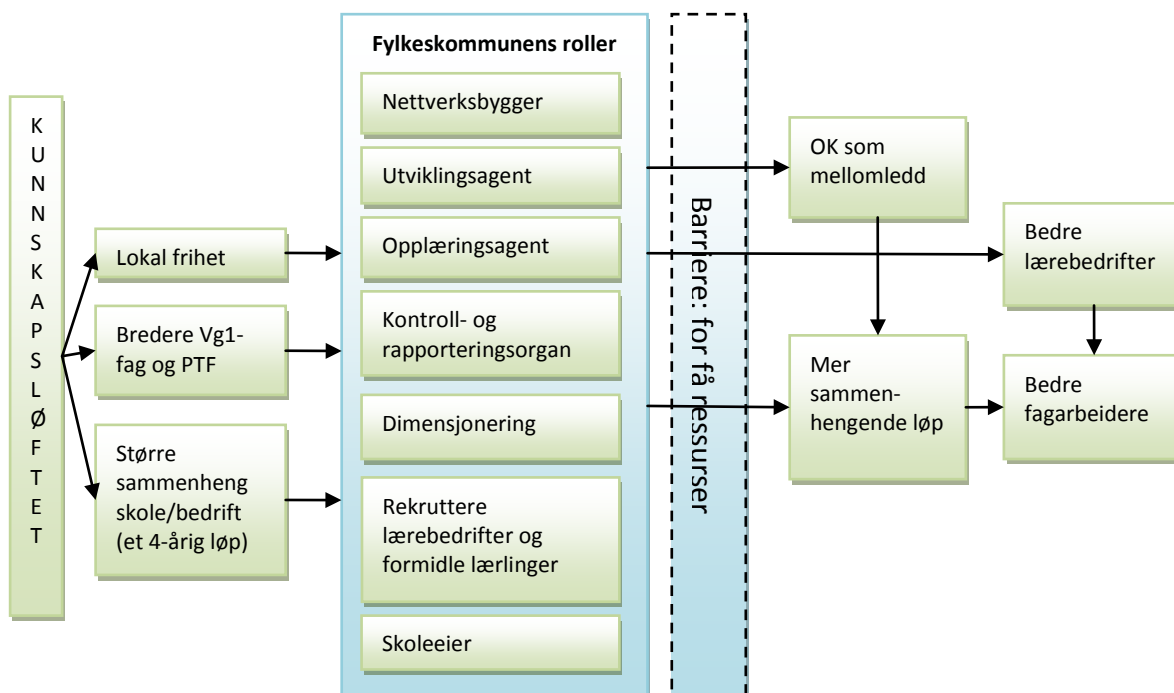 KUNNSKAPSLØFTET
Lokal frihet
Bredere Vg1-
fag og PTF
Større
sammenheng
skole/bedrift
(et 4-årig løp)
Fylkeskommunens roller
Nettverksbygger
Utviklingsagent
Opplæringsagent
Kontroll- og
rapporteringsorgan
Dimensjonering
Rekruttere
lærebedrifter og
formidle lærlinger
Skoleeier
Barriere: for få ressurser
OK som
mellomledd
Mer
sammen-
hengende løp
Bedre
lærebedrifter
Bedre
fagarbeidere